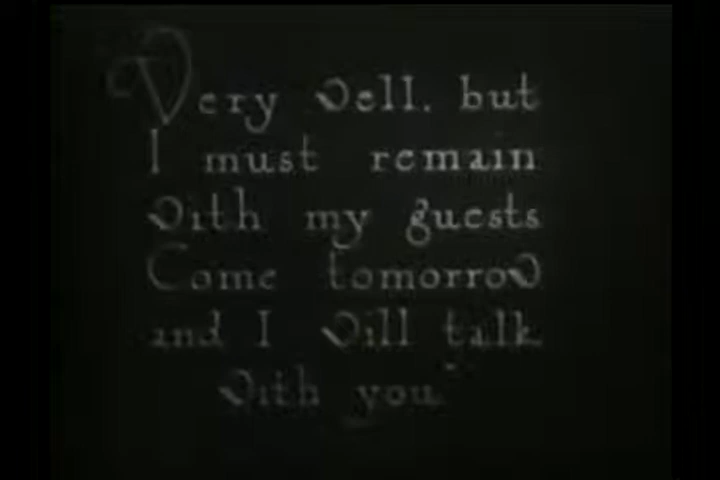 Very well, but
I must remain
with my guests
Come tomorrow
and I will talk
with you"